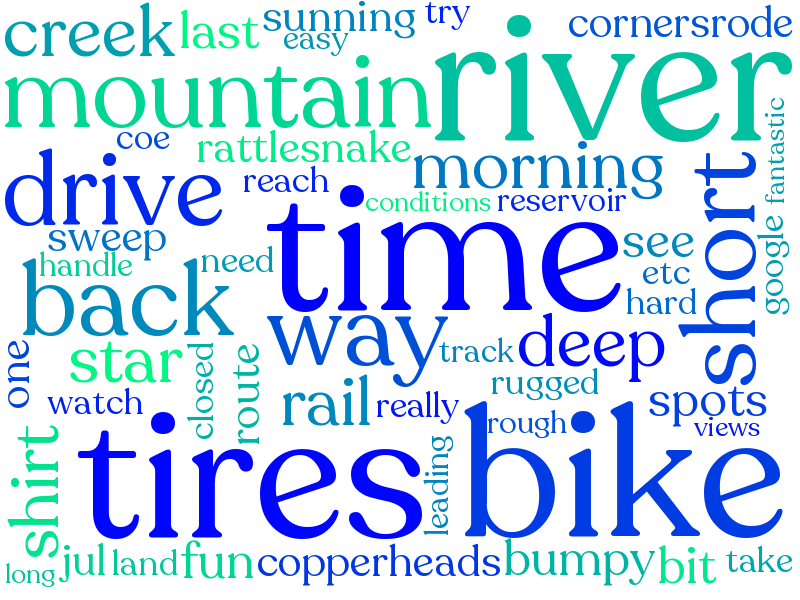 creek last sunning try cornersrode
easy
mountain river
coe rattlesnake fantastic
drive reach morning short
conditions reservoir
sweep time see google
handle need etc
back hard
way deep
one star closed route track
rugged
watch rail really spots
rough views
shirt tires leading bike
long jul land fun copperheads bumpy bit take